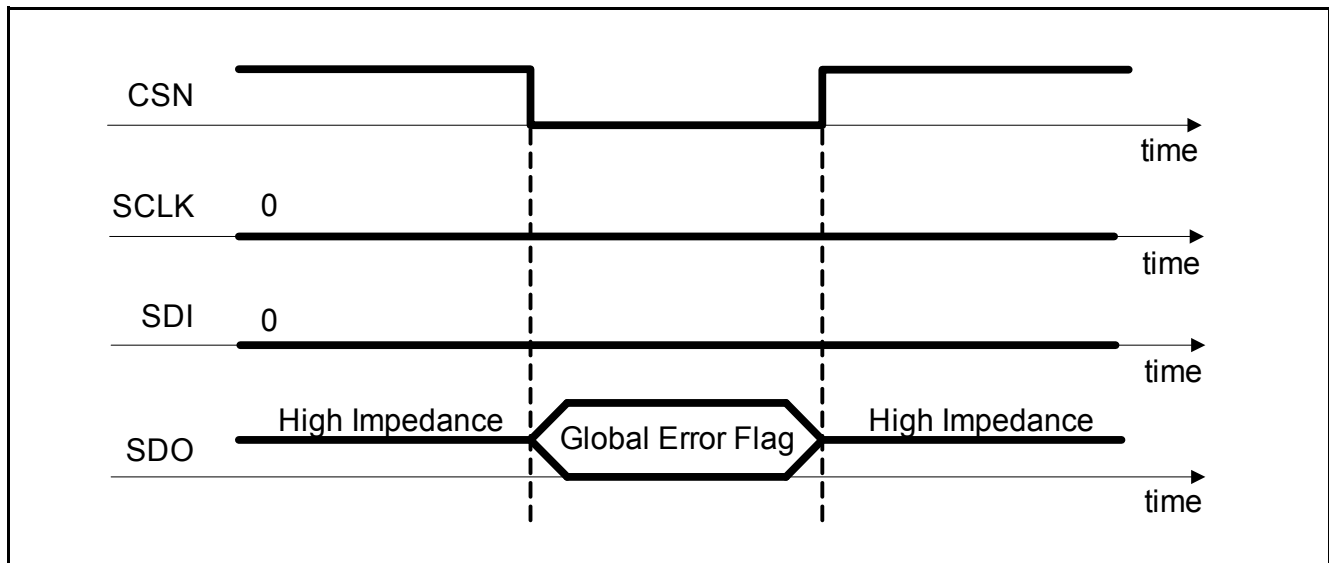 CSN
time
SCLK 0
time
SDI 0
time
High Impedance Global Error Flag High Impedance
SDO
time